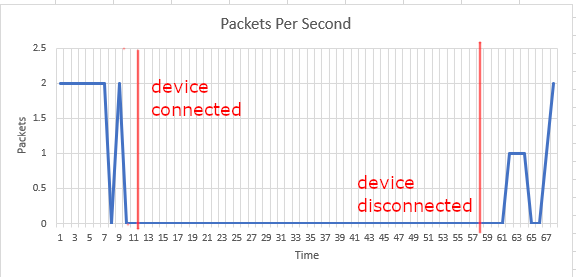 Packets Per Second
2.5
2
1.5
1
0.5
0
Packets
device
connected
device
disconnected
1 3 5 7 9 11 13 15 17 19 21 23 25 27 29 31 33 35 37 39 41 43 45 47 49 51 53 55 57 59 61 63 65 67
Time